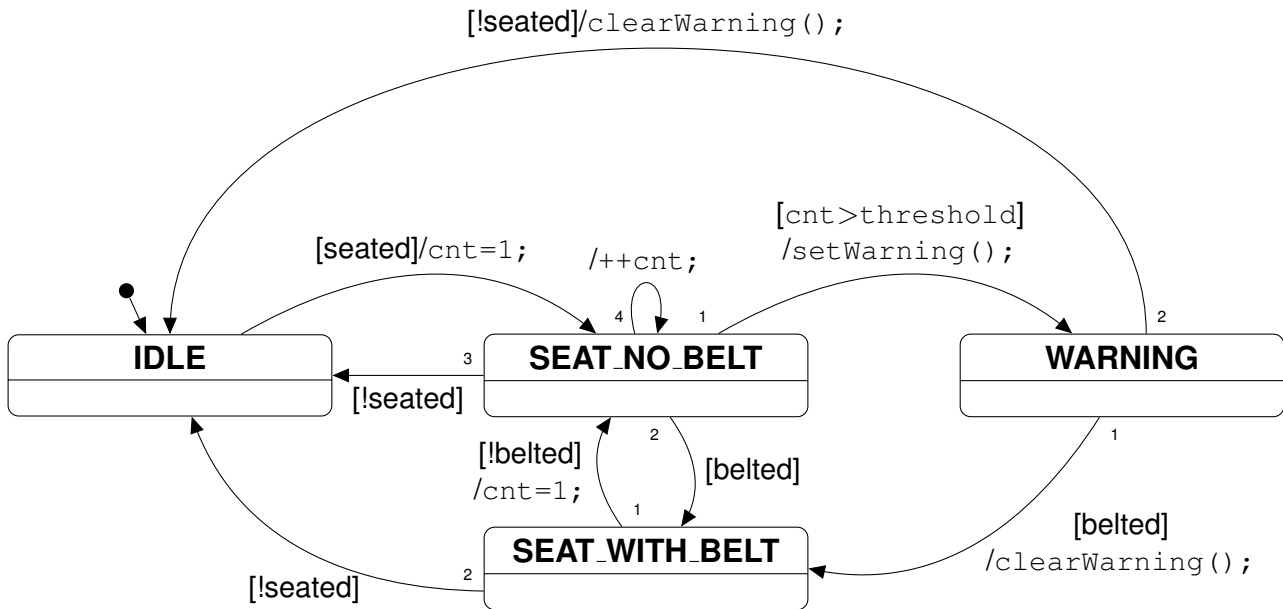 [!seated]/clearWarning();
[cnt>threshold]
/setWarning();
[seated]/cnt=1;
/++cnt;
4
1
2
IDLE
3
SEAT_NO_BELT
WARNING
[!seated]
2
1
[!belted]
/cnt=1;
[belted]
1
[belted]
/clearWarning();
SEAT_WITH_BELT
2
[!seated]